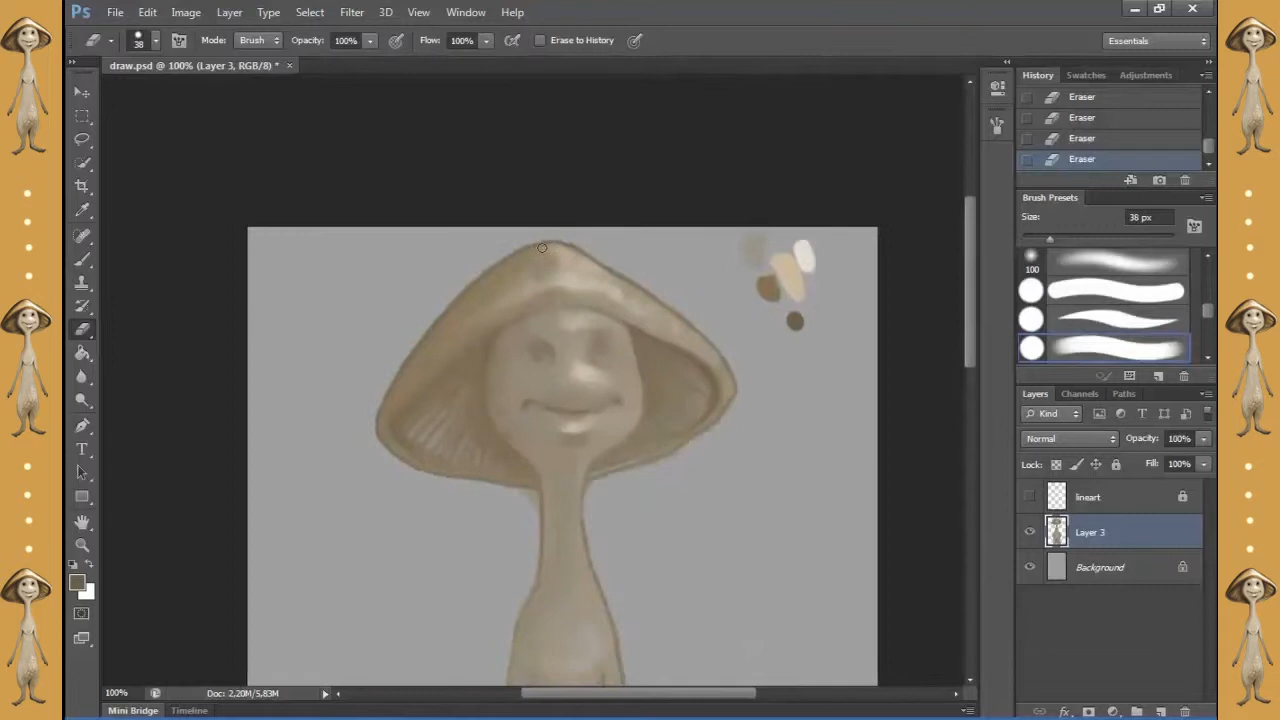 Ps File Edit Image Layer Type Select Filter 3D View Window Help
38 Mode: Brush Opacity: 100% Flow: 100% Erase to History Essentials
draw.psd @ 100% (Layer 3, RGB/8) * ×
History Swatches Adjustments
Eraser
Eraser
Eraser
Eraser
Brush Presets
Size: 38 px
100
Layers Channels Paths
Kind
Normal Opacity: 100%
Lock: Fill: 100%
lineart
Layer 3
Background
100% Doc: 2,20M/5,83M
Mini Bridge Timeline
fx